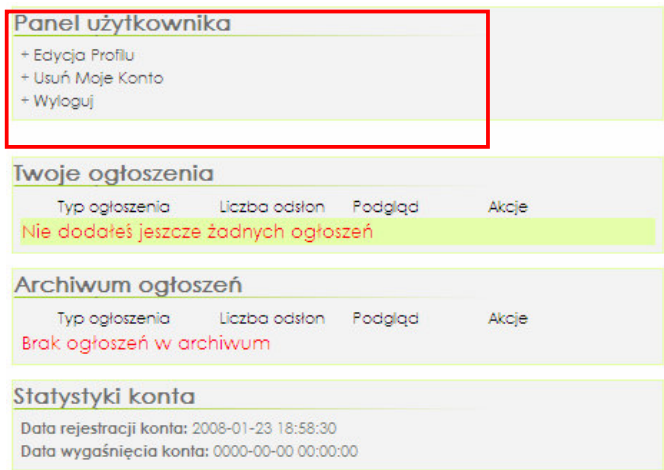 Panel użytkownika
+ Edycja Profilu
+ Usuń Moje Konto
+ Wyloguj
Twoje ogłoszenia
Typ ogłoszenia Liczba odsłon Podgląd Akcje
Nie dodałeś jeszcze żadnych ogłoszeń
Archiwum ogłoszeń
Typ ogłoszenia Liczba odsłon Podgląd Akcje
Brak ogłoszeń w archiwum
Statystyki konta
Data rejestracji konta: 2008-01-23 18:58:30
Data wygaśnięcia konta: 0000-00-00 00:00:00